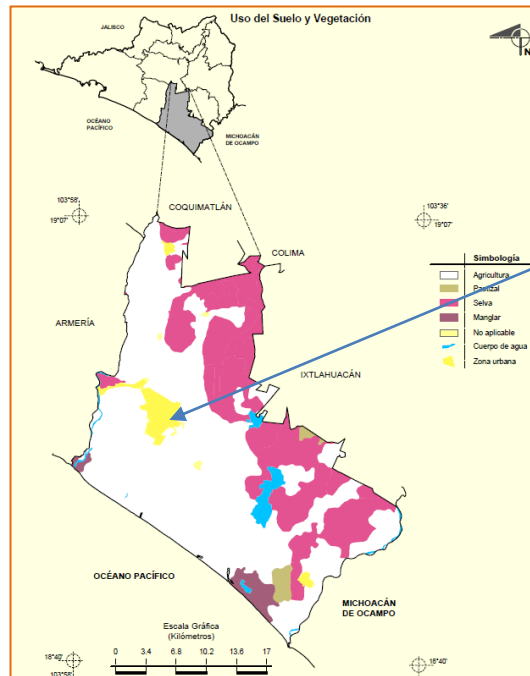 Uso del Suelo y Vegetación
JALISCO
N
OCÉANO
PACÍFICO
MICHOACÁN
DE OCAMPO
103°58'
19°07'
COQUIMATLÁN
103°36'
19°07'
COLIMA
Simbología
Agricultura
Pastizal
Selva
Manglar
No aplicable
Cuerpo de agua
Zona urbana
ARMERÍA
IXTLAHUACÁN
OCÉANO PACÍFICO
MICHOACÁN
DE OCAMPO
Escala Gráfica
(Kilómetros)
0 3.4 6.8 10.2 13.6 17
18°40'
103°58'
18°40'